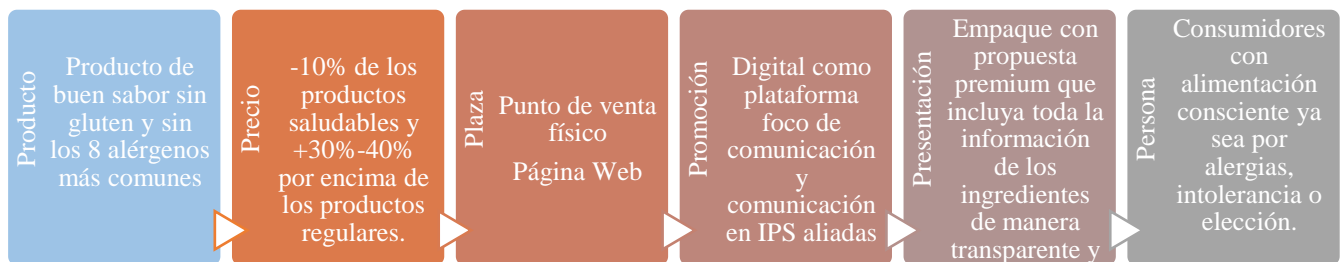 Producto
Producto de
buen sabor sin
gluten y sin
los 8 alérgenos
más comunes
Precio
-10% de los
productos
saludables y
+30%-40%
por encima de
los productos
regulares.
Plaza
Punto de venta
físico
Página Web
Promoción
Digital como
plataforma
foco de
comunicación
y
comunicación
en IPS aliadas
Presentación
Empaque con
propuesta
premium que
incluya toda la
información
de los
ingredientes
de manera
transparente y
Persona
Consumidores
con
alimentación
consciente ya
sea por
alergias,
intolerancia o
elección.